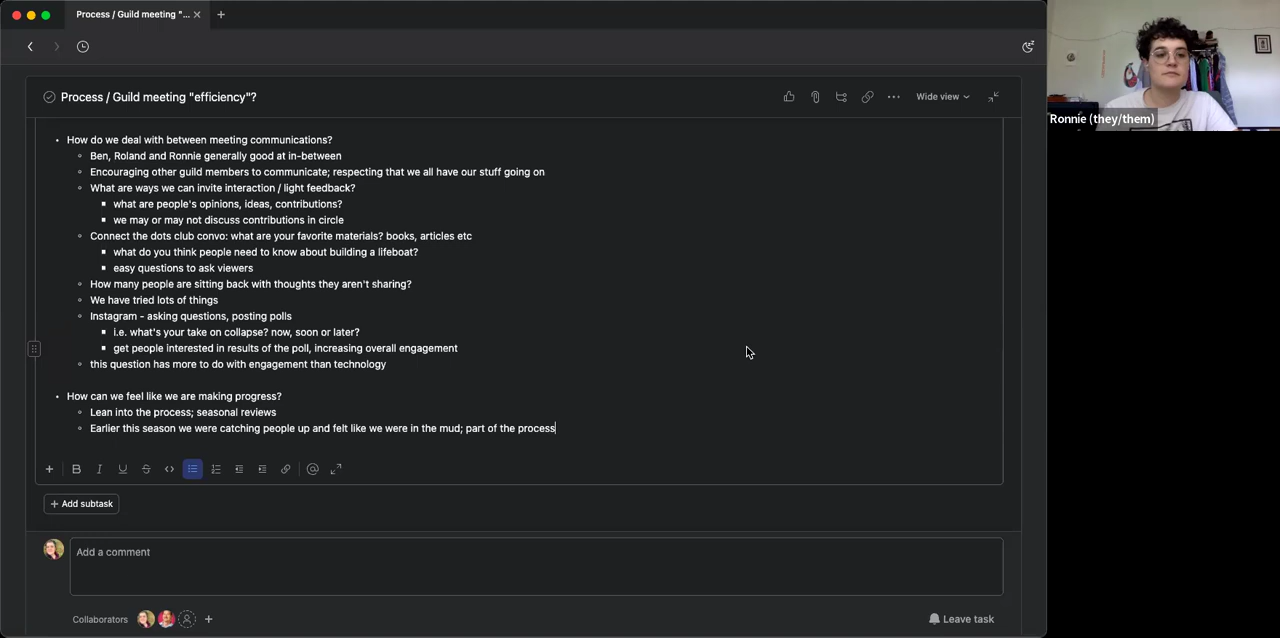 Process / Guild meeting "...
Process / Guild meeting "efficiency"?
Wide view
How do we deal with between meeting communications?
Ben, Roland and Ronnie generally good at in-between
Encouraging other guild members to communicate; respecting that we all have our stuff going on
What are ways we can invite interaction / light feedback?
what are people's opinions, ideas, contributions?
we may or may not discuss contributions in circle
Connect the dots club convo: what are your favorite materials? books, articles etc
what do you think people need to know about building a lifeboat?
easy questions to ask viewers
How many people are sitting back with thoughts they aren't sharing?
We have tried lots of things
Instagram - asking questions, posting polls
i.e. what's your take on collapse? now, soon or later?
get people interested in results of the poll, increasing overall engagement
this question has more to do with engagement than technology
How can we feel like we are making progress?
Lean into the process; seasonal reviews
Earlier this season we were catching people up and felt like we were in the mud; part of the process
B I U S
+ Add subtask
Add a comment
Collaborators
Leave task
Ronnie (they/them)